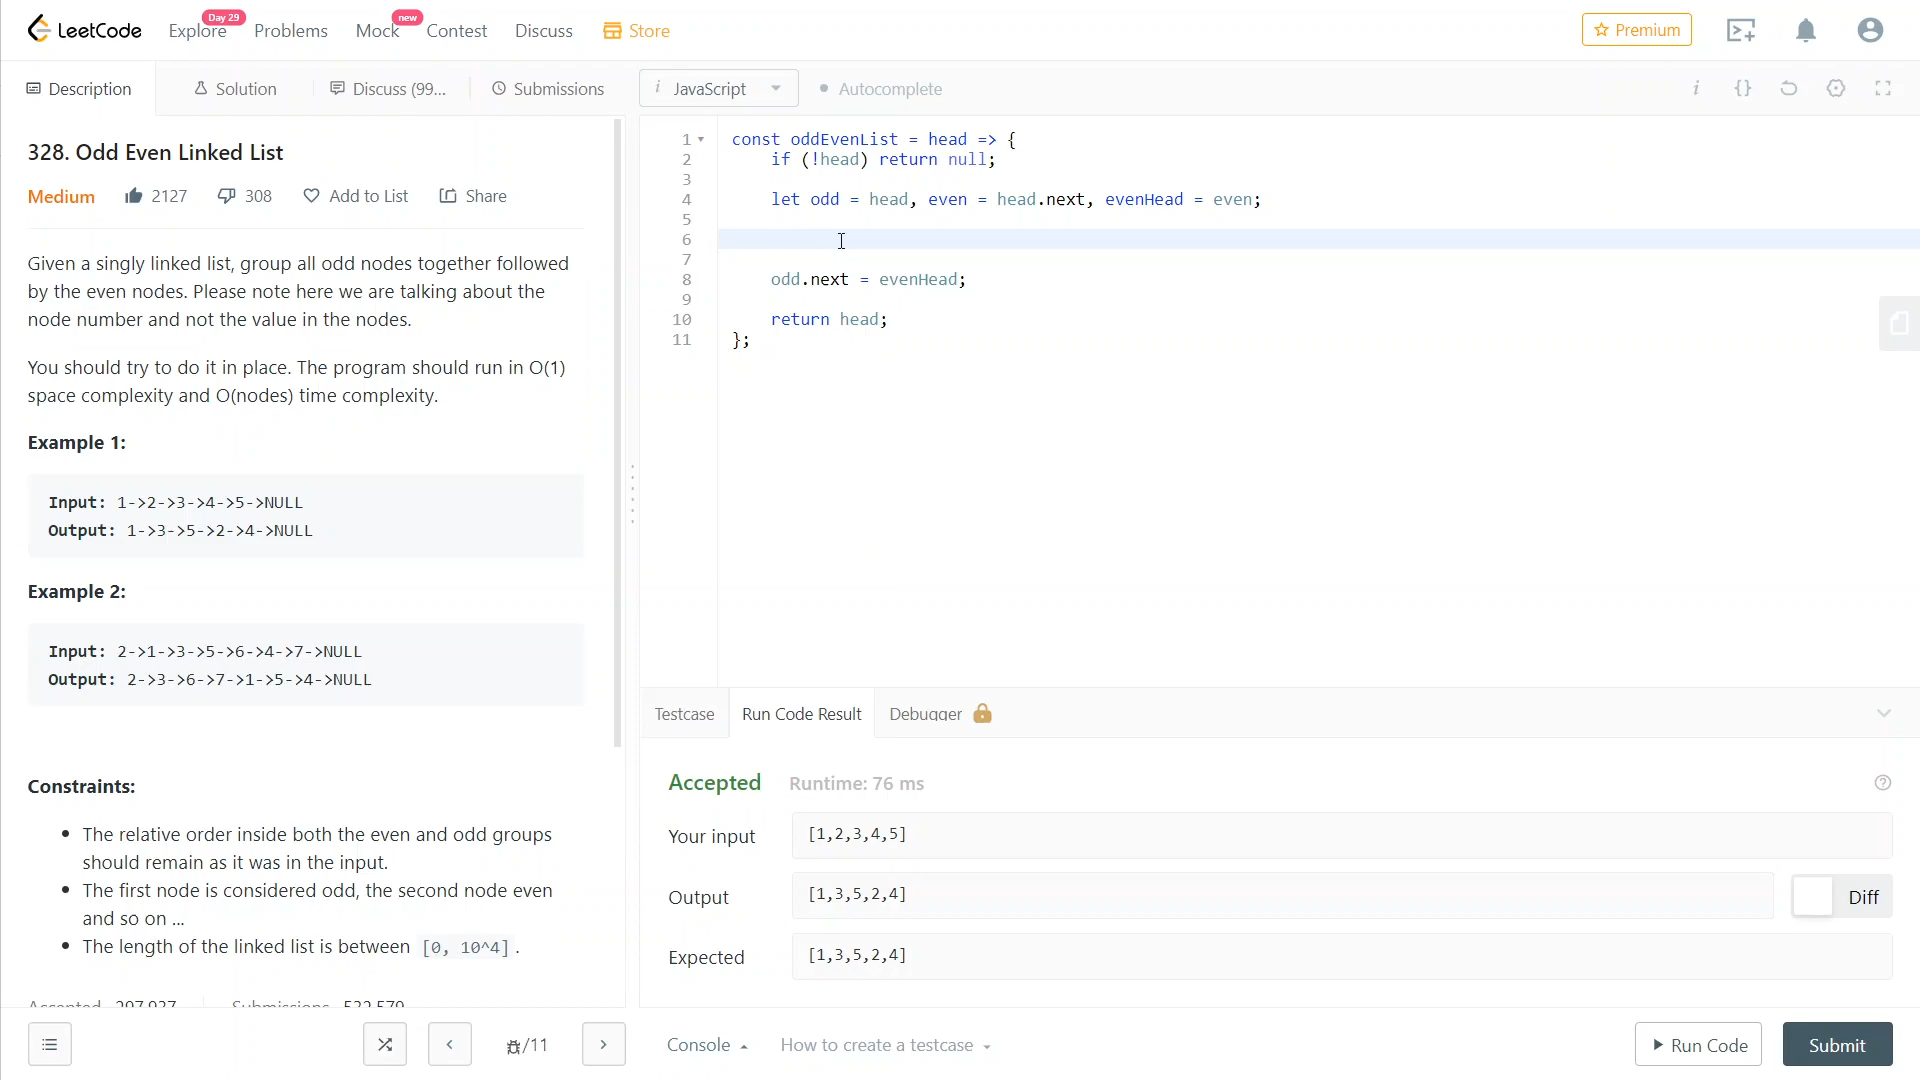 LeetCode
Explore
Day 29
Problems
Mock
new
Contest
Discuss
Store
Premium
Description
Solution
Discuss (99...
Submissions
i JavaScript
Autocomplete
i {}
328. Odd Even Linked List
Medium 2127 308 Add to List Share
Given a singly linked list, group all odd nodes together followed
by the even nodes. Please note here we are talking about the
node number and not the value in the nodes.
You should try to do it in place. The program should run in O(1)
space complexity and O(nodes) time complexity.
Example 1:
Input: 1->2->3->4->5->NULL
Output: 1->3->5->2->4->NULL
Example 2:
Input: 2->1->3->5->6->4->7->NULL
Output: 2->3->6->7->1->5->4->NULL
Constraints:
The relative order inside both the even and odd groups
should remain as it was in the input.
The first node is considered odd, the second node even
and so on ...
The length of the linked list is between [0, 10^4].
Accepted 297,937 Submissions 532,579
1 const oddEvenList = head => {
2 if (!head) return null;
3
4 let odd = head, even = head.next, evenHead = even;
5
6
7
8 odd.next = evenHead;
9
10 return head;
11 };
Testcase
Run Code Result
Debugger
Accepted Runtime: 76 ms
Your input [1,2,3,4,5]
Output [1,3,5,2,4] Diff
Expected [1,3,5,2,4]
/11
Console
How to create a testcase
Run Code
Submit